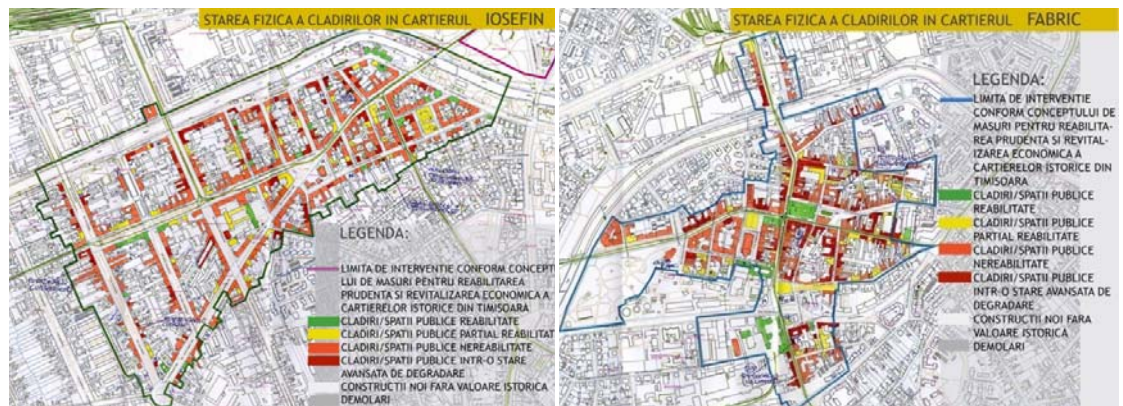 STAREA FIZICA A CLADIRILOR IN CARTIERUL IOSEFIN
LEGENDA:
LIMITA DE INTERVENTIE CONFORM CONCEPT
LUI DE MASURI PENTRU REABILITAREA
PRUDENTA SI REVITALIZAREA ECONOMICA A
CARTIERELOR ISTORICE DIN TIMISOARA
CLADIRI/SPATII PUBLICE REABILITATE
CLADIRI/SPATII PUBLICE PARTIAL REABILITAT
CLADIRI/SPATII PUBLICE NEREABILITATE
CLADIRI/SPATII PUBLICE INTR-O STARE
AVANSATA DE DEGRADARE
CONSTRUCTII NOI FARA VALOARE ISTORICA
DEMOLARI
STAREA FIZICA A CLADIRILOR IN CARTIERUL FABRIC
LEGENDA:
LIMITA DE INTERVENTIE
CONFORM CONCEPTULUI DE
MASURI PENTRU REABILITA-
REA PRUDENTA SI REVITAL-
IZAREA ECONOMICA A
CARTIERELOR ISTORICE DIN
TIMISOARA
CLADIRI/SPATII PUBLICE
REABILITATE
CLADIRI/SPATII PUBLICE
PARTIAL REABILITATE
CLADIRI/SPATII PUBLICE
NEREABILITATE
CLADIRI/SPATII PUBLICE
INTR-O STARE AVANSATA DE
DEGRADARE
CONSTRUCTII NOI FARA
VALOARE ISTORICA
DEMOLARI